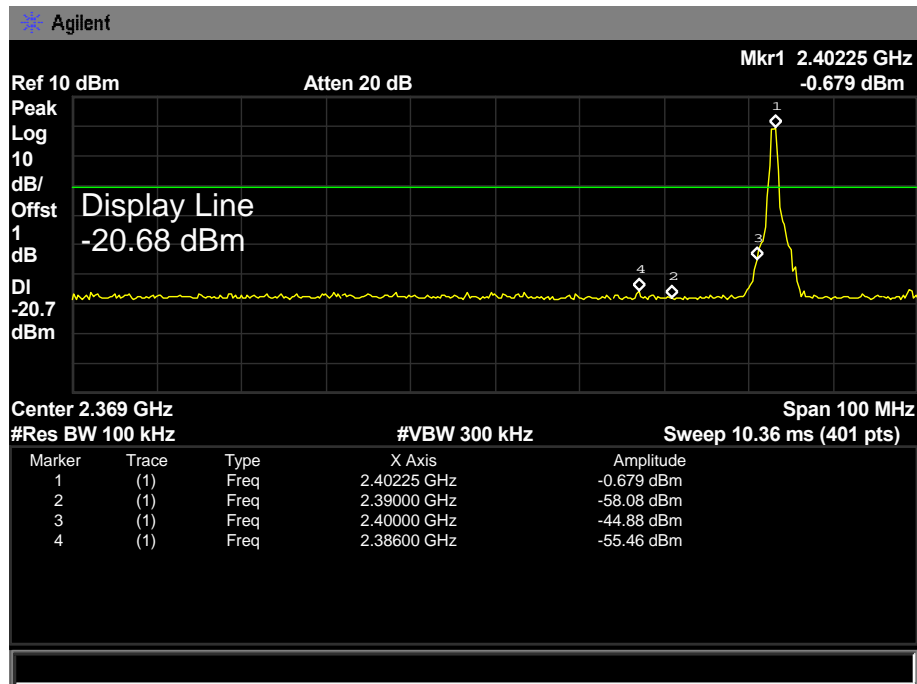 Agilent
Mkr1 2.40225 GHz
Ref 10 dBm Atten 20 dB -0.679 dBm
Peak
Log
10
dB/
Offst
1
dB
DI
-20.7
dBm
Display Line
-20.68 dBm
1
3
4
2
Center 2.369 GHz Span 100 MHz
#Res BW 100 kHz #VBW 300 kHz Sweep 10.36 ms (401 pts)
Marker Trace Type X Axis Amplitude
1 (1) Freq 2.40225 GHz -0.679 dBm
2 (1) Freq 2.39000 GHz -58.08 dBm
3 (1) Freq 2.40000 GHz -44.88 dBm
4 (1) Freq 2.38600 GHz -55.46 dBm